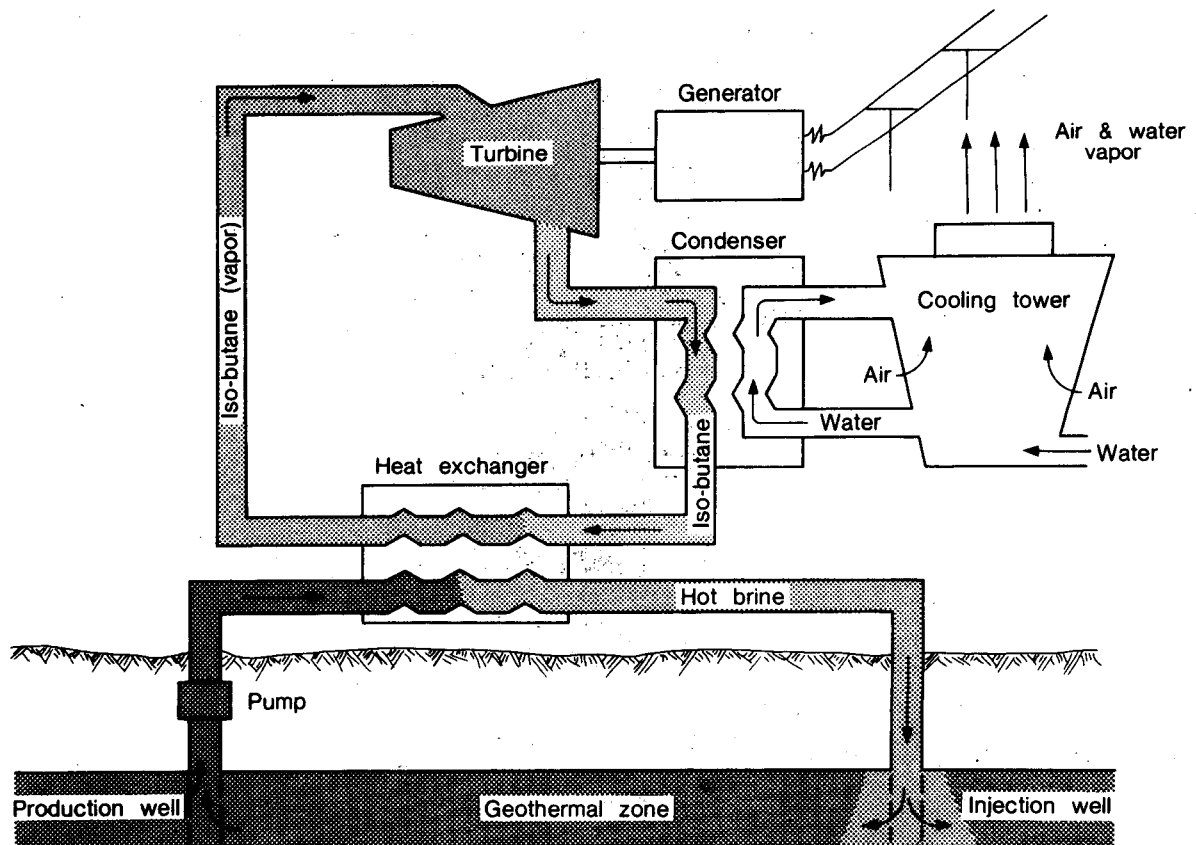 Generator
Air & water
vapor
Turbine
Iso-butane (vapor)
Condenser
Cooling tower
Air
Air
Water
Water
Heat exchanger
Iso-butane
Hot brine
Pump
Production well
Geothermal zone
Injection well